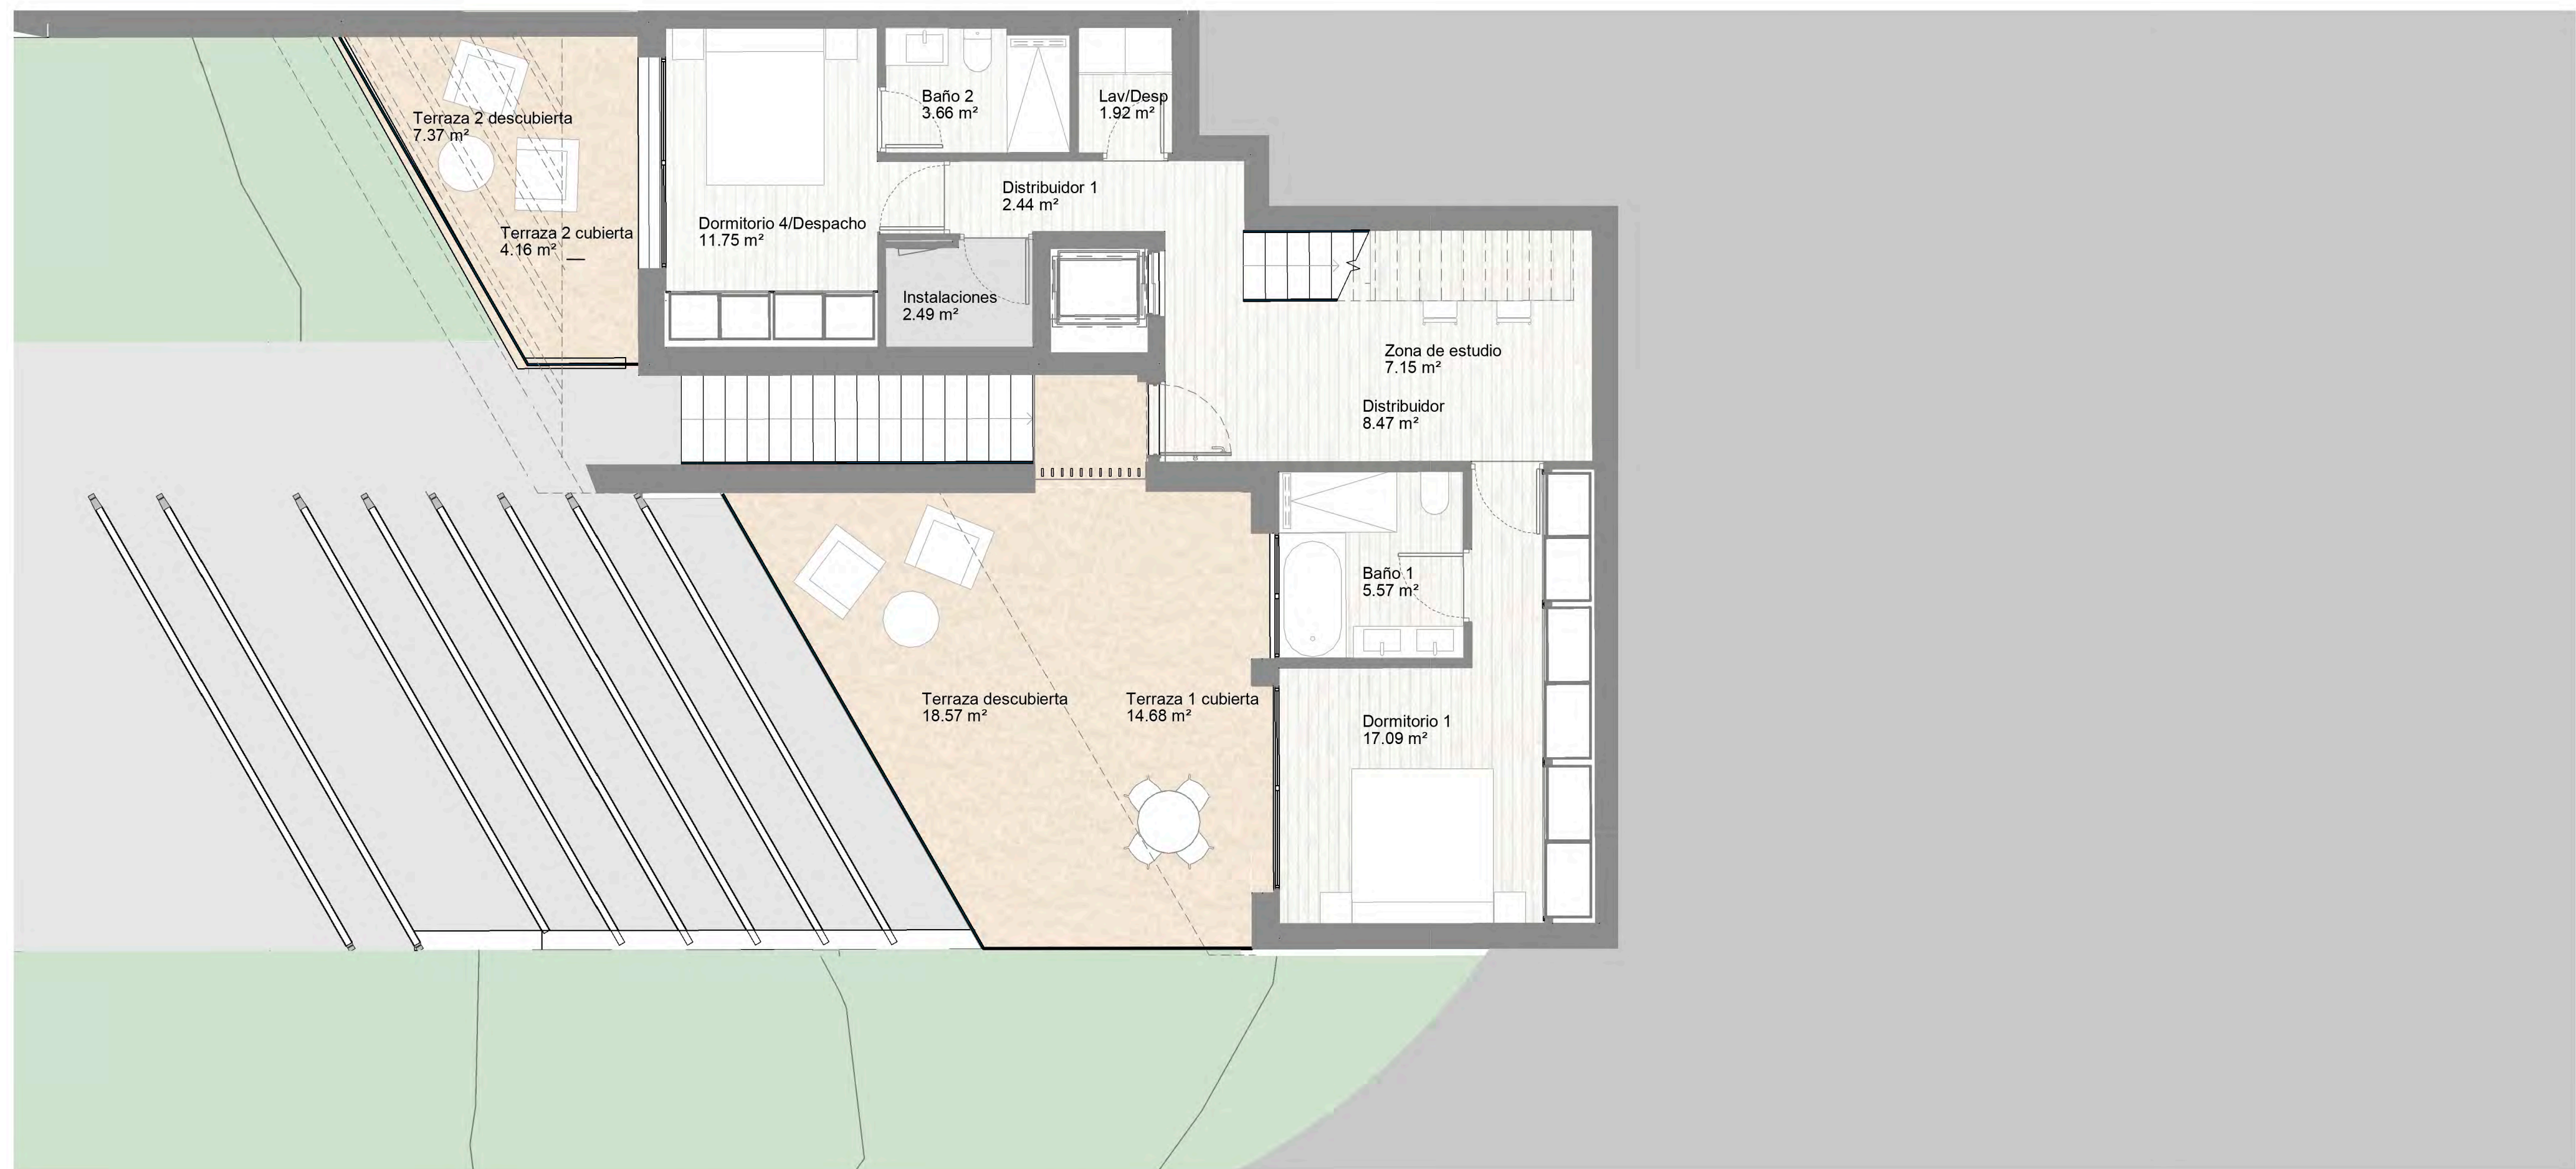 Baño 2
3.66 m²
Lav/Desp
1.92 m²
Terraza 2 descubierta
7.37 m²
Distribuidor 1
2.44 m²
Dormitorio 4/Despacho
11.75 m²
Terraza 2 cubierta
4.16 m²
Instalaciones
2.49 m²
Zona de estudio
7.15 m²
Distribuidor
8.47 m²
Baño 1
5.57 m²
Terraza descubierta
18.57 m²
Terraza 1 cubierta
14.68 m²
Dormitorio 1
17.09 m²